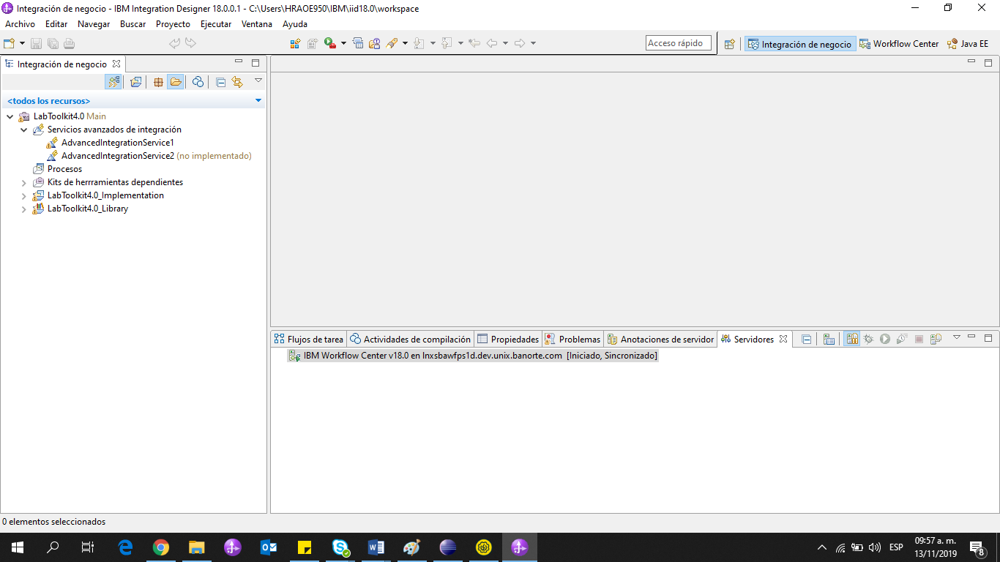 Integración de negocio - IBM Integration Designer 18.0.0.1 - C:\Users\HRAOE950\IBM\iid18.0\workspace
Archivo Editar Navegar Buscar Proyecto Ejecutar Ventana Ayuda
Acceso rápido Integración de negocio Workflow Center Java EE
Integración de negocio
<todos los recursos>
LabToolkit4.0 Main
Servicios avanzados de integración
AdvancedIntegrationService1
AdvancedIntegrationService2 (no implementado)
Procesos
Kits de herrramientas dependientes
LabToolkit4.0_Implementation
LabToolkit4.0_Library
Flujos de tarea Actividades de compilación Propiedades Problemas Anotaciones de servidor Servidores
IBM Workflow Center v18.0 en lnxsbawfps1d.dev.unix.banorte.com [Iniciado, Sincronizado]
0 elementos seleccionados
ESP
09:57 a. m.
13/11/2019
8